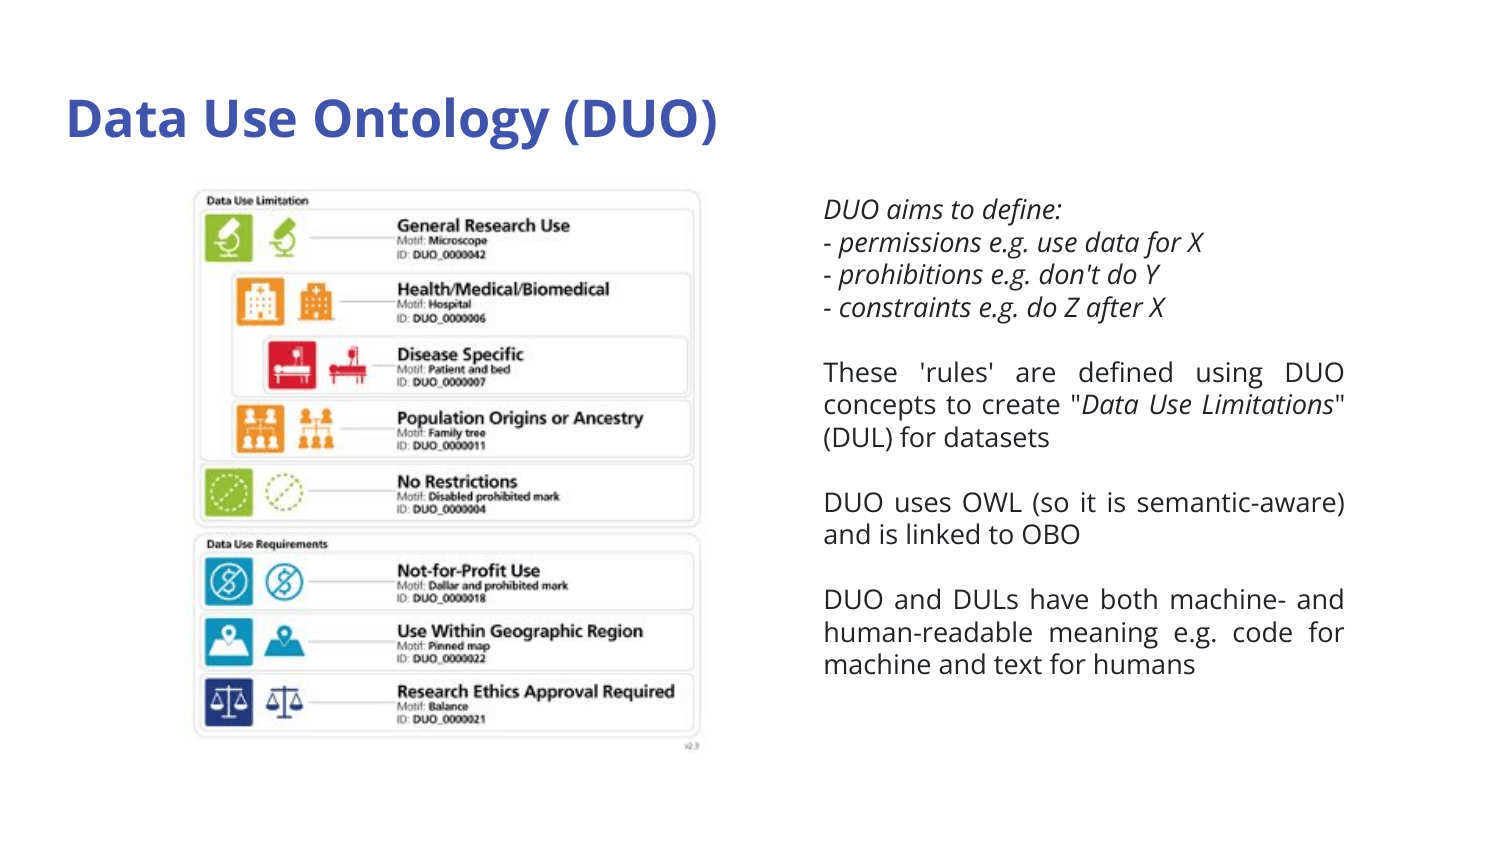 Data Use Ontology (DUO)
Data Use Limitation
General Research Use
Motif: Microscope
ID: DUO_0000042
Health/Medical/Biomedical
Motif: Hospital
ID: DUO_0000006
Disease Specific
Motif: Patient and bed
ID: DUO_0000007
Population Origins or Ancestry
Motif: Family tree
ID: DUO_0000011
No Restrictions
Motif: Disabled prohibited mark
ID: DUO_0000004
Data Use Requirements
Not-for-Profit Use
Motif: Dollar and prohibited mark
ID: DUO_0000018
Use Within Geographic Region
Motif: Pinned map
ID: DUO_0000022
Research Ethics Approval Required
Motif: Balance
ID: DUO_0000021
v2.3
DUO aims to define:
- permissions e.g. use data for X
- prohibitions e.g. don't do Y
- constraints e.g. do Z after X
These 'rules' are defined using DUO
concepts to create "Data Use Limitations"
(DUL) for datasets
DUO uses OWL (so it is semantic-aware)
and is linked to OBO
DUO and DULs have both machine- and
human-readable meaning e.g. code for
machine and text for humans